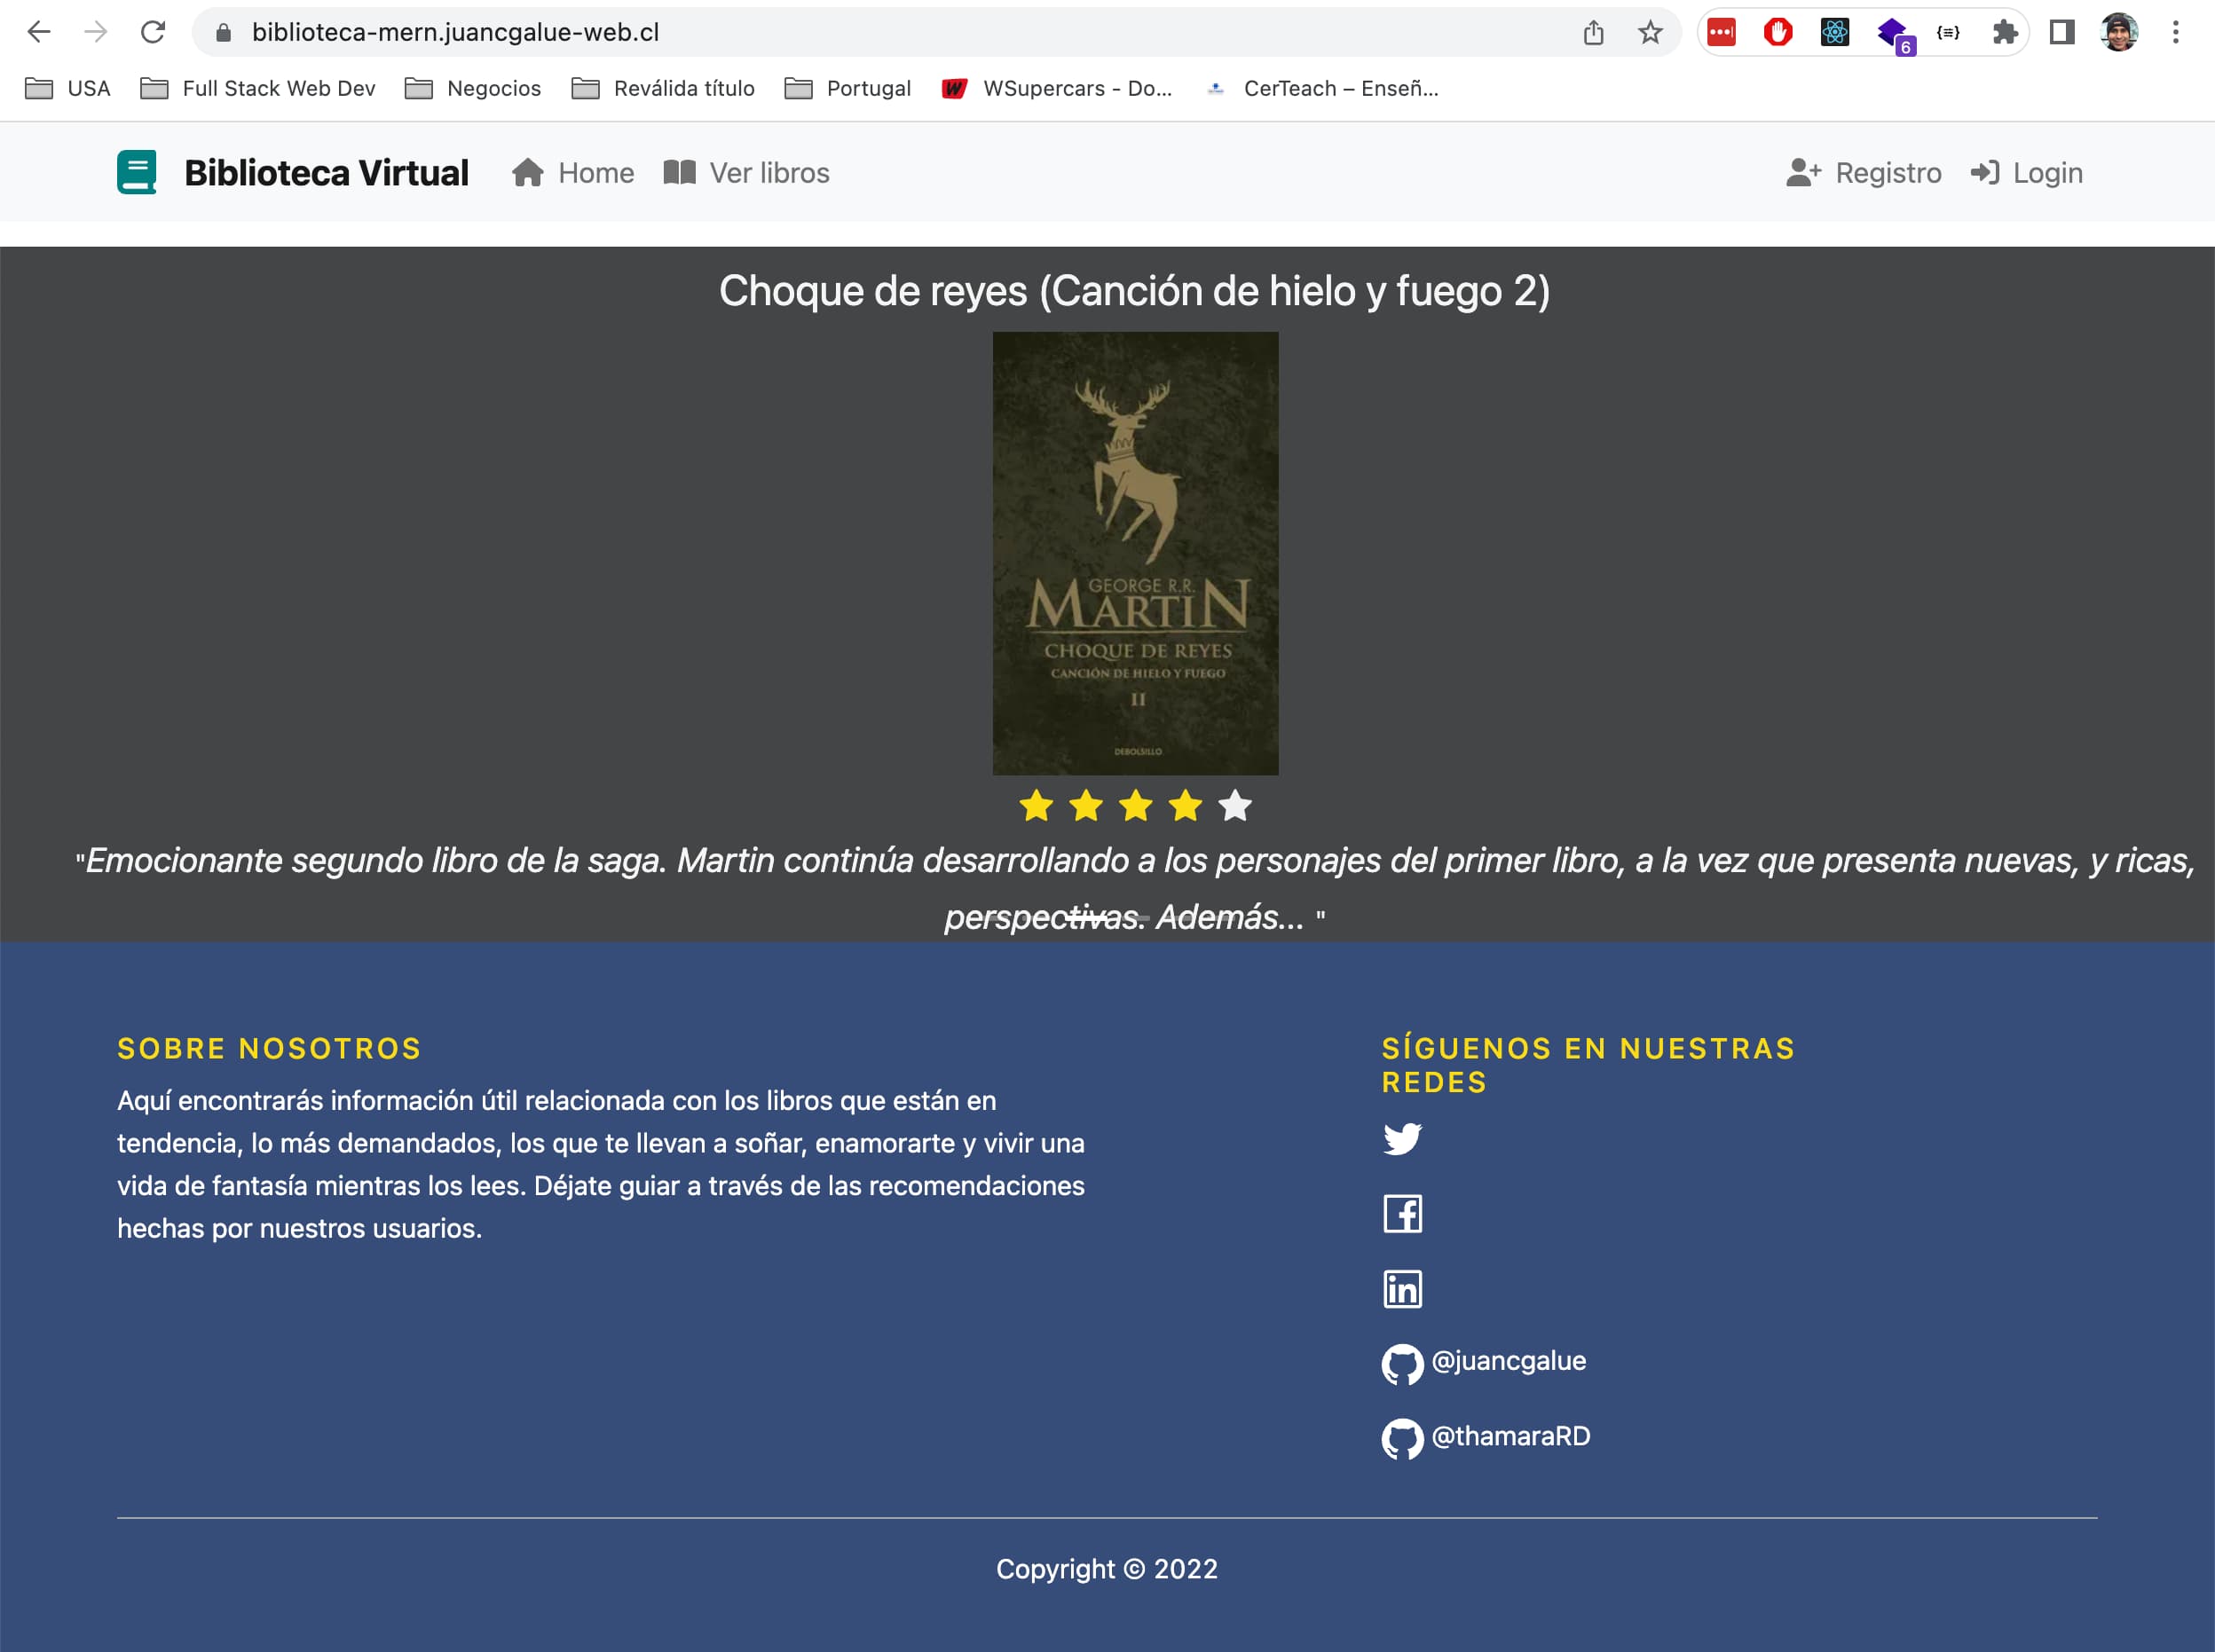 biblioteca-mern.juancgalue-web.cl
6
USA Full Stack Web Dev Negocios Reválida título Portugal WSupercars - Do... CerTeach – Enseñ...
Biblioteca Virtual Home Ver libros Registro Login
Choque de reyes (Canción de hielo y fuego 2)
GEORGE R.R.
MARTIN
CHOQUE DE REYES
CANCIÓN DE HIELO Y FUEGO
II
DEBOLSILLO
"Emocionante segundo libro de la saga. Martin continúa desarrollando a los personajes del primer libro, a la vez que presenta nuevas, y ricas,
perspectivas. Además... "
SOBRE NOSOTROS
Aquí encontrarás información útil relacionada con los libros que están en
tendencia, lo más demandados, los que te llevan a soñar, enamorarte y vivir una
vida de fantasía mientras los lees. Déjate guiar a través de las recomendaciones
hechas por nuestros usuarios.
SÍGUENOS EN NUESTRAS
REDES
@juancgalue
@thamaraRD
Copyright © 2022